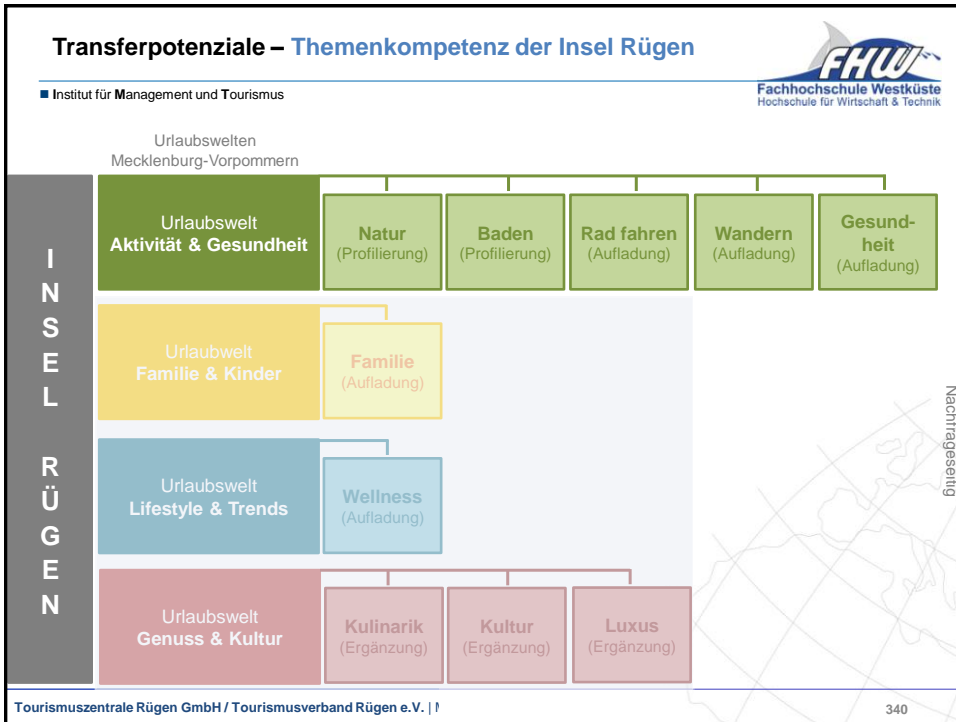 Transferpotenziale – Themenkompetenz der Insel Rügen
FHW
Fachhochschule Westküste
Hochschule für Wirtschaft & Technik
■ Institut für Management und Tourismus
Urlaubswelten
Mecklenburg-Vorpommern
INSEL RÜGEN
Urlaubswelt
Aktivität & Gesundheit
Natur
(Profilierung)
Baden
(Profilierung)
Rad fahren
(Aufladung)
Wandern
(Aufladung)
Gesund-
heit
(Aufladung)
Urlaubswelt
Familie & Kinder
Familie
(Aufladung)
Urlaubswelt
Lifestyle & Trends
Wellness
(Aufladung)
Urlaubswelt
Genuss & Kultur
Kulinarik
(Ergänzung)
Kultur
(Ergänzung)
Luxus
(Ergänzung)
Nachfrageseitig
Tourismuszentrale Rügen GmbH / Tourismusverband Rügen e.V. |
340